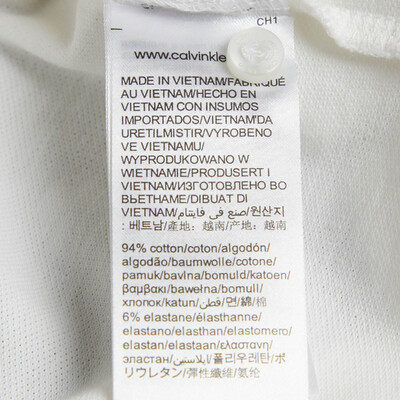 CH1
www.calvinkle
MADE IN VIETNAM/FABRIQUÉ
AU VIETNAM/HECHO EN
VIETNAM CON INSUMOS
IMPORTADOS/VIETNAM'DA
URETILMISTIR/VYROBENO
VE VIETNAMU/
WYPRODUKOWANO W
WIETNAMIE/PRODUSERT I
VIETNAM/ИЗГОТОВЛЕНО ВО
ВЬЕТНАМЕ/DIBUAT DI
VIETNAM/صنع في فايتنام/원산지
: 베트남/產地：越南/产地：越南
94% cotton/coton/algodón/
algodão/baumwolle/cotone/
pamuk/bavlna/bomuld/katoen/
βαμβακι/bawełna/bomull/
хлопок/katun/قطن/면/綿/棉
6% elastane/élasthanne/
elastano/elasthan/elastomero/
elastan/elastaan/ελαστανη/
эластан/ايلاستين/폴리우레탄/ポ
リウレタン/彈性纖維/氨纶